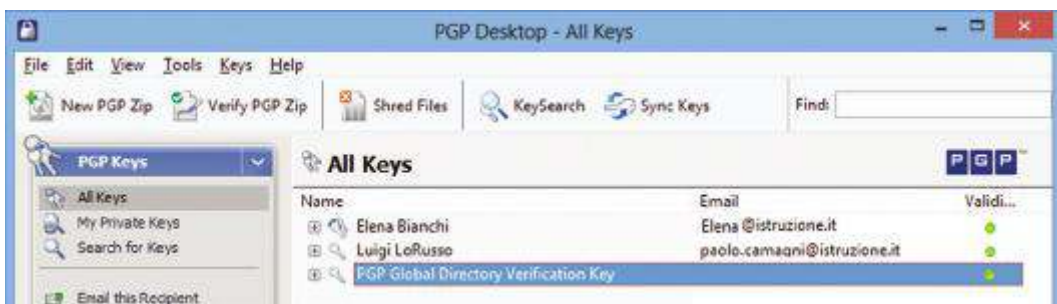 PGP Desktop - All Keys
File Edit View Tools Keys Help
New PGP Zip Verify PGP Zip Shred Files KeySearch Sync Keys Find:
PGP Keys
All Keys
My Private Keys
Search for Keys
Email this Recipient
All Keys
PGP
Name Email Validi...
Elena Bianchi Elena @istruzione.it
Luigi LoRusso paolo.camagni@istruzione.it
PGP Global Directory Verification Key